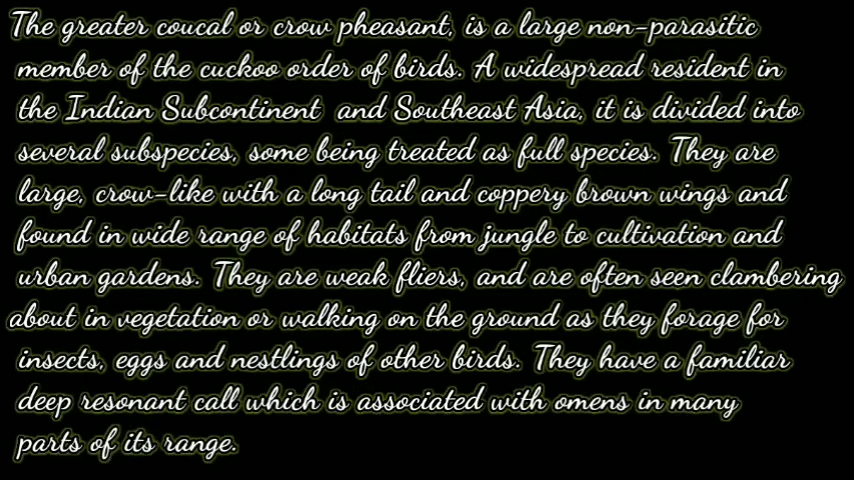 The greater coucal or crow pheasant, is a large non-parasitic
member of the cuckoo order of birds. A widespread resident in
the Indian Subcontinent and Southeast Asia, it is divided into
several subspecies, some being treated as full species. They are
large, crow-like with a long tail and coppery brown wings and
found in wide range of habitats from jungle to cultivation and
urban gardens. They are weak fliers, and are often seen clambering
about in vegetation or walking on the ground as they forage for
insects, eggs and nestlings of other birds. They have a familiar
deep resonant call which is associated with omens in many
parts of its range.